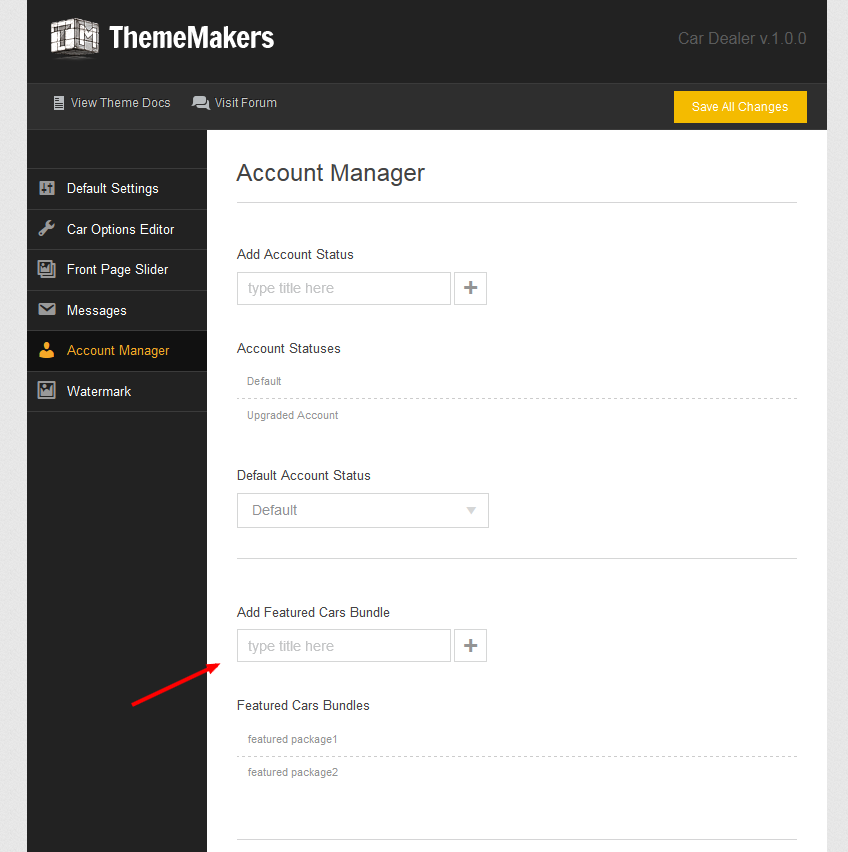 ThemeMakers
Car Dealer v.1.0.0
View Theme Docs
Visit Forum
Save All Changes
Default Settings
Car Options Editor
Front Page Slider
Messages
Account Manager
Watermark
Account Manager
Add Account Status
type title here
+
Account Statuses
Default
Upgraded Account
Default Account Status
Default
Add Featured Cars Bundle
type title here
+
Featured Cars Bundles
featured package1
featured package2